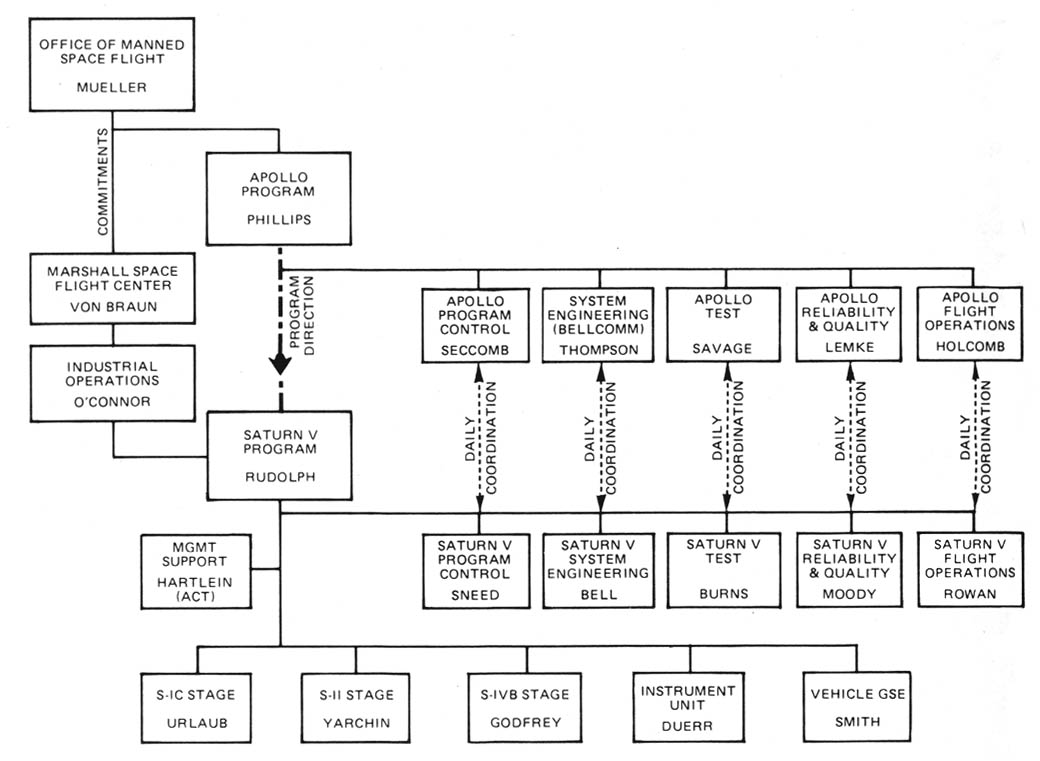 OFFICE OF MANNED
SPACE FLIGHT
MUELLER
COMMITMENTS
APOLLO
PROGRAM
PHILLIPS
MARSHALL SPACE
FLIGHT CENTER
VON BRAUN
INDUSTRIAL
OPERATIONS
O'CONNOR
PROGRAM
DIRECTION
SATURN V
PROGRAM
RUDOLPH
APOLLO
PROGRAM
CONTROL
SECCOMB
SYSTEM
ENGINEERING
(BELLCOMM)
THOMPSON
APOLLO
TEST
SAVAGE
APOLLO
RELIABILITY
& QUALITY
LEMKE
APOLLO
FLIGHT
OPERATIONS
HOLCOMB
DAILY
COORDINATION
DAILY
COORDINATION
DAILY
COORDINATION
DAILY
COORDINATION
DAILY
COORDINATION
MGMT
SUPPORT
HARTLEIN
(ACT)
SATURN V
PROGRAM
CONTROL
SNEED
SATURN V
SYSTEM
ENGINEERING
BELL
SATURN V
TEST
BURNS
SATURN V
RELIABILITY
& QUALITY
MOODY
SATURN V
FLIGHT
OPERATIONS
ROWAN
S-IC STAGE
URLAUB
S-II STAGE
YARCHIN
S-IVB STAGE
GODFREY
INSTRUMENT
UNIT
DUERR
VEHICLE GSE
SMITH